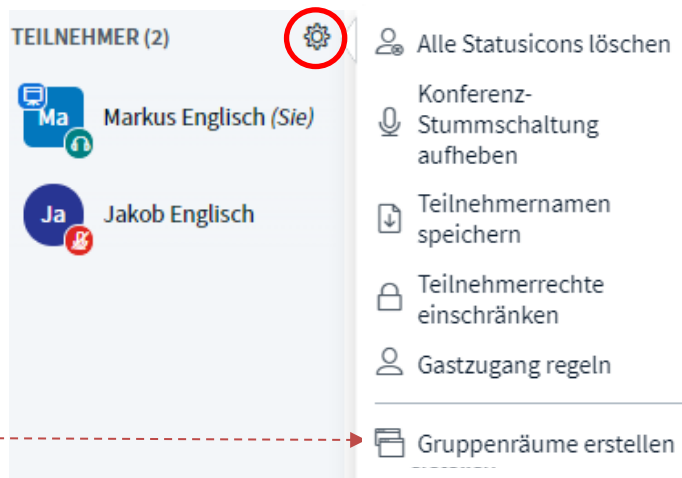 TEILNEHMER (2)
Ma
Markus Englisch (Sie)
Ja
Jakob Englisch
Alle Statusicons löschen
Konferenz-
Stummschaltung
aufheben
Teilnehmernamen
speichern
Teilnehmerrechte
einschränken
Gastzugang regeln
Gruppenräume erstellen